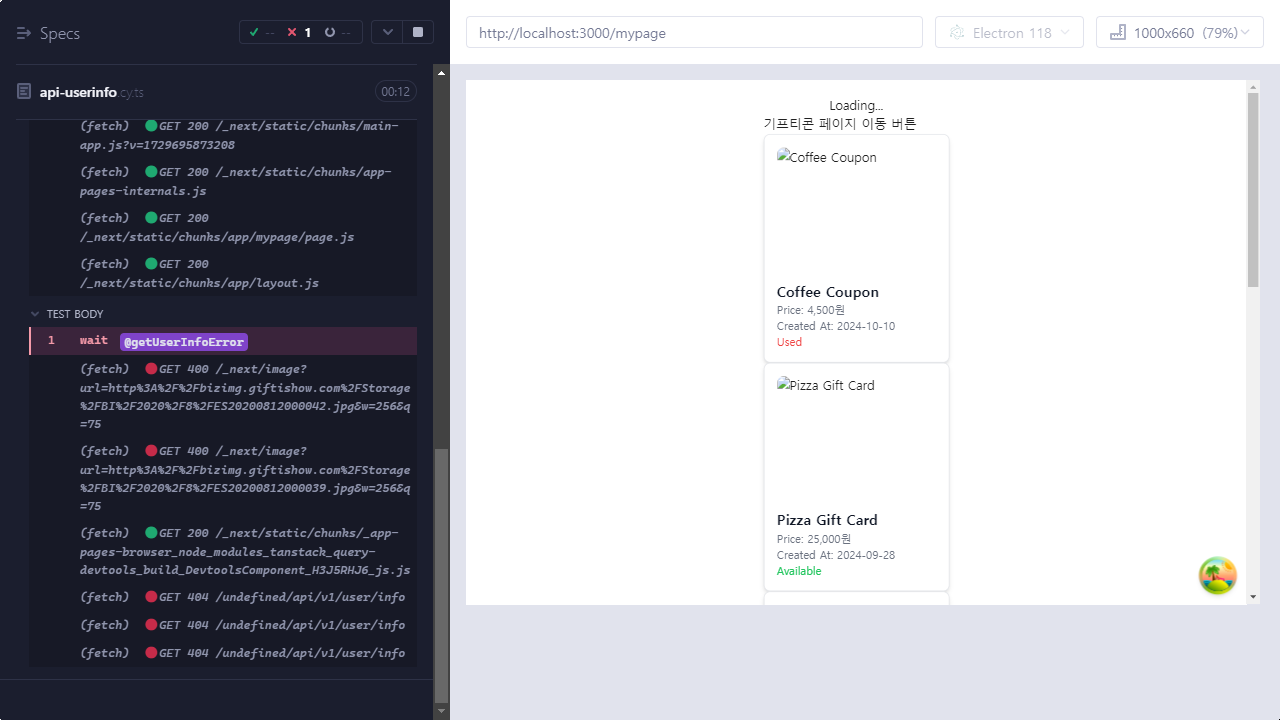 Specs
-- 1 --
api-userinfo.cy.ts
00:12
(fetch) GET 200 /_next/static/chunks/main-
app.js?v=1729695873208
(fetch) GET 200 /_next/static/chunks/app-
pages-internals.js
(fetch) GET 200
/_next/static/chunks/app/mypage/page.js
(fetch) GET 200
/_next/static/chunks/app/layout.js
TEST BODY
1 wait @getUserInfoError
(fetch) GET 400 /_next/image?
url=http%3A%2F%2Fbizimg.giftishow.com%2FStorage
%2FBI%2F2020%2F8%2FES20200812000042.jpg&w=256&q
=75
(fetch) GET 400 /_next/image?
url=http%3A%2F%2Fbizimg.giftishow.com%2FStorage
%2FBI%2F2020%2F8%2FES20200812000039.jpg&w=256&q
=75
(fetch) GET 200 /_next/static/chunks/_app-
pages-browser_node_modules_tanstack_query-
devtools_build_DevtoolsComponent_H3J5RHJ6_js.js
(fetch) GET 404 /undefined/api/v1/user/info
(fetch) GET 404 /undefined/api/v1/user/info
(fetch) GET 404 /undefined/api/v1/user/info
http://localhost:3000/mypage
Electron 118
1000x660 (79%)
Loading...
기프티콘 페이지 이동 버튼
Coffee Coupon
Coffee Coupon
Price: 4,500원
Created At: 2024-10-10
Used
Pizza Gift Card
Pizza Gift Card
Price: 25,000원
Created At: 2024-09-28
Available